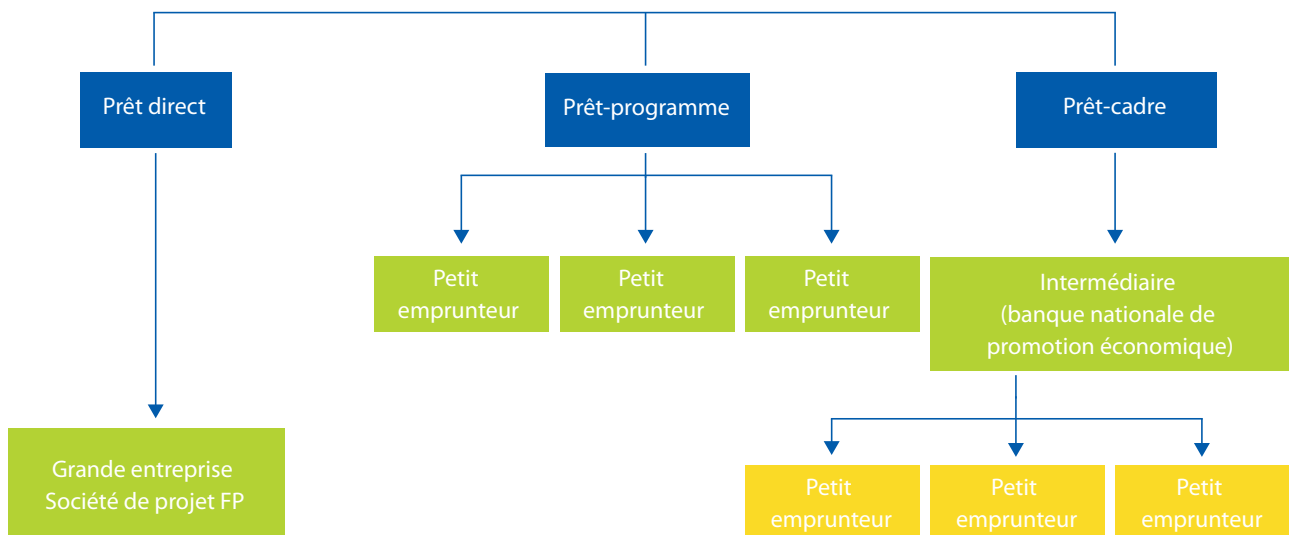 Prêt direct
Prêt-programme
Prêt-cadre
Petit
emprunteur
Petit
emprunteur
Petit
emprunteur
Intermédiaire
(banque nationale de
promotion économique)
Grande entreprise
Société de projet FP
Petit
emprunteur
Petit
emprunteur
Petit
emprunteur